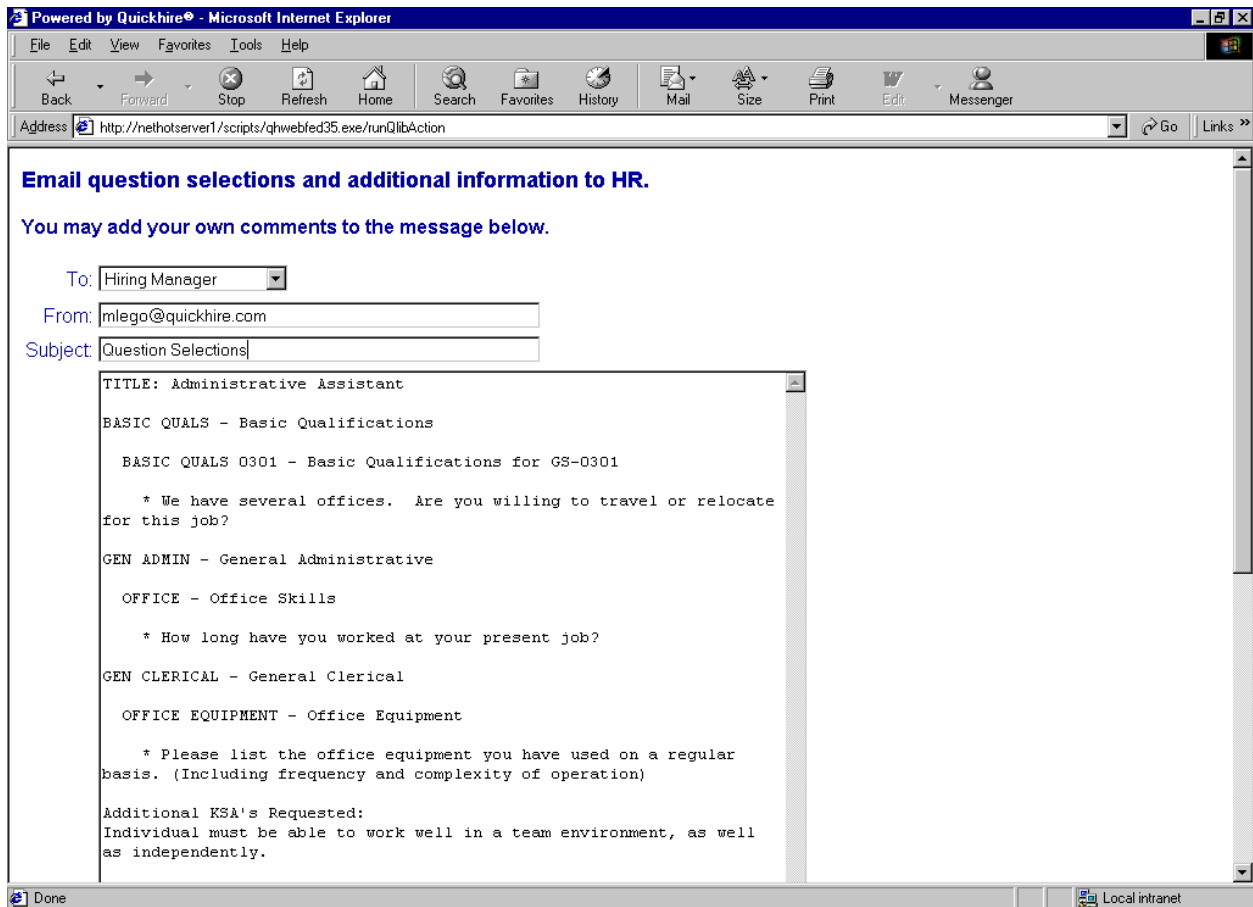 Powered by Quickhire® - Microsoft Internet Explorer
File Edit View Favorites Tools Help
Back Forward Stop Refresh Home Search Favorites History Mail Size Print Edit Messenger
Address http://nethotserver1/scripts/qhwebfed35.exe/runQlibAction Go Links »
Email question selections and additional information to HR.
You may add your own comments to the message below.
To: Hiring Manager
From: mlego@quickhire.com
Subject: Question Selections
TITLE: Administrative Assistant
BASIC QUALS - Basic Qualifications
BASIC QUALS 0301 - Basic Qualifications for GS-0301
* We have several offices.  Are you willing to travel or relocate
for this job?
GEN ADMIN - General Administrative
OFFICE - Office Skills
* How long have you worked at your present job?
GEN CLERICAL - General Clerical
OFFICE EQUIPMENT - Office Equipment
* Please list the office equipment you have used on a regular
basis. (Including frequency and complexity of operation)
Additional KSA's Requested:
Individual must be able to work well in a team environment, as well
as independently.
Done Local intranet